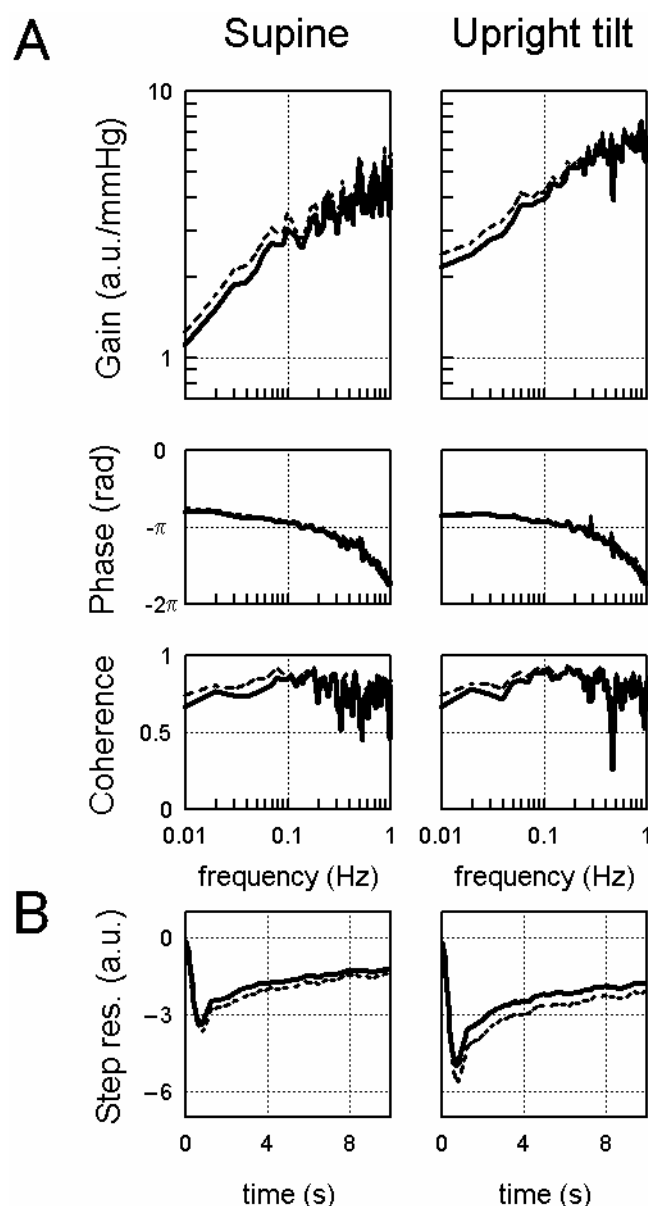 A
Supine
Upright tilt
Gain (a.u./mmHg)
10
1
Phase (rad)
0
-π
-2π
Coherence
1
0.5
0
0.01
0.1
1
0.01
0.1
1
frequency (Hz)
frequency (Hz)
B
Step res. (a.u.)
0
−3
−6
0
4
8
0
4
8
time (s)
time (s)